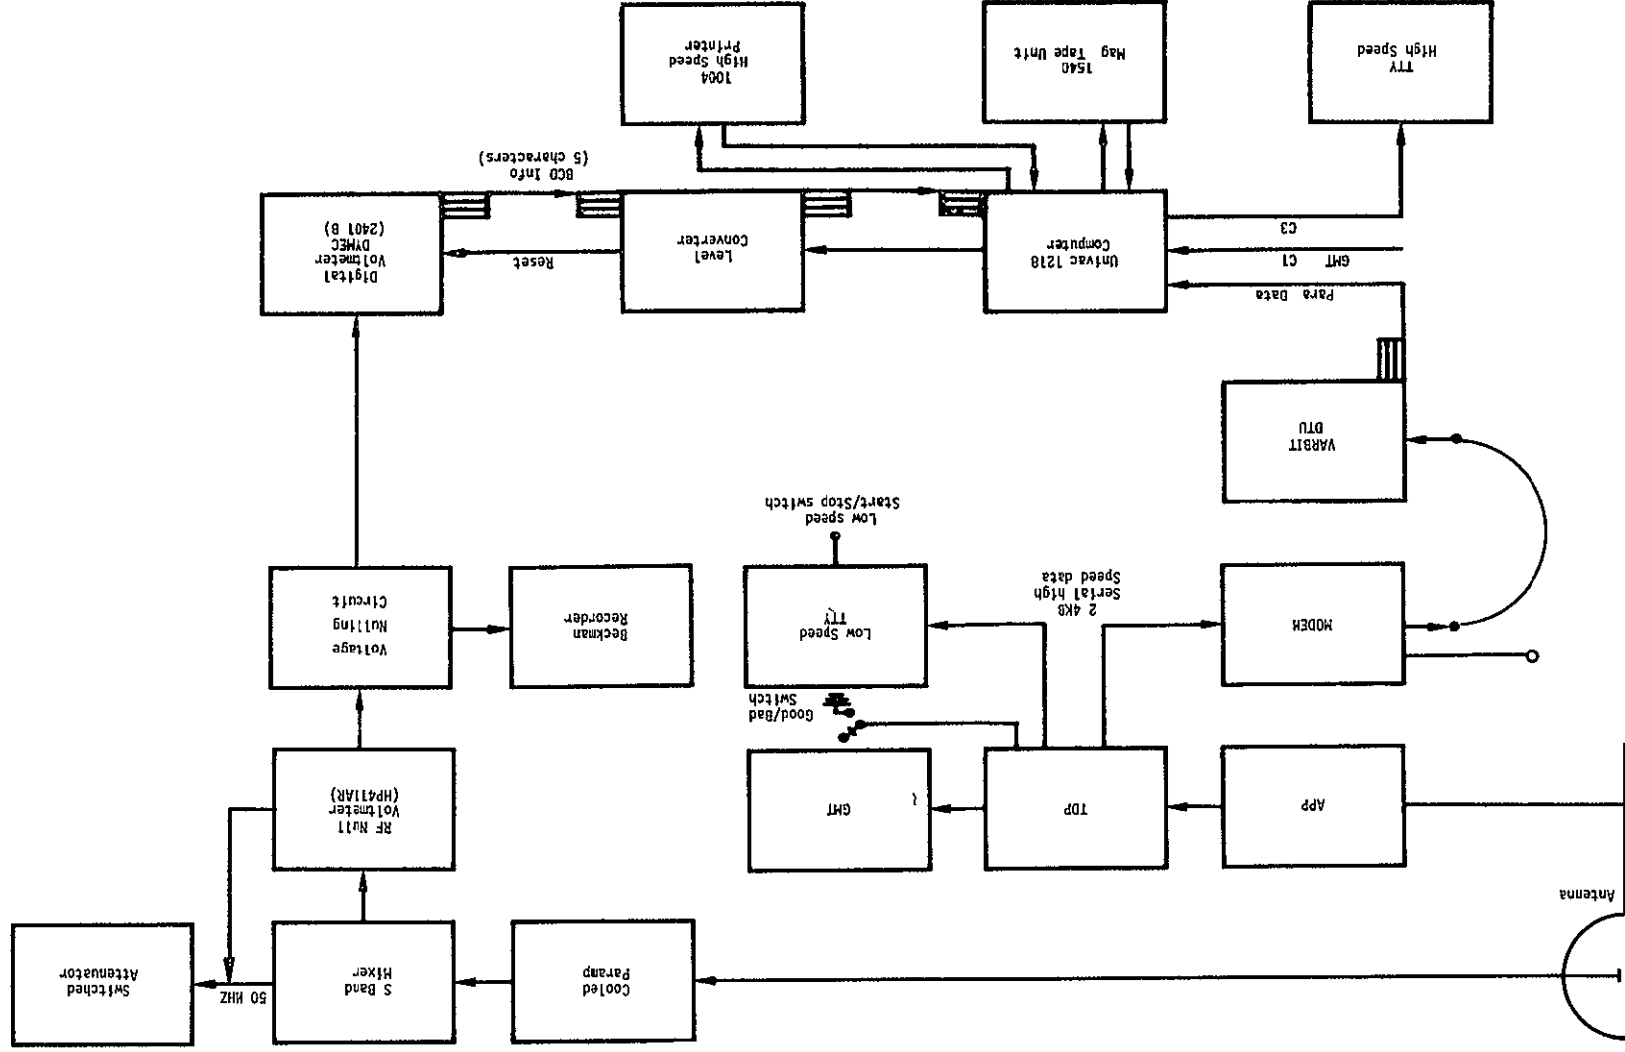 Antenna
Cooled
Paramp
S Band
Mixer
50 MHZ
Switched
Attenuator
APP
TDP
GMT
RF Null
Voltmeter
(HP411AR)
Good/Bad
Switch
MODEM
2 4KB
Serial high
Speed data
Low Speed
TTY
Beckman
Recorder
Voltage
Nulling
Circuit
Low speed
Start/Stop switch
VARBIT
DTU
Para Data
GMT C1
C3
Univac 1218
Computer
Level
Converter
Reset
Digital
Voltmeter
DYMEC
(2401 B)
BCD Info
(5 characters)
TTY
High Speed
1540
Mag Tape Unit
1004
High Speed
Printer